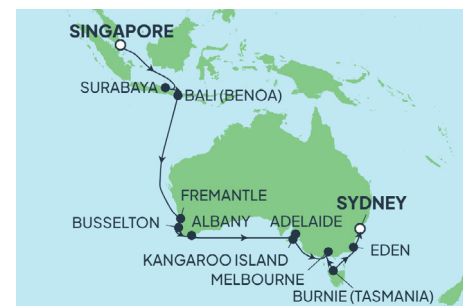 SINGAPORE
SURABAYA
BALI (BENOA)
FREMANTLE
BUSSELTON
ALBANY
ADELAIDE
SYDNEY
KANGAROO ISLAND
EDEN
MELBOURNE
BURNIE (TASMANIA)